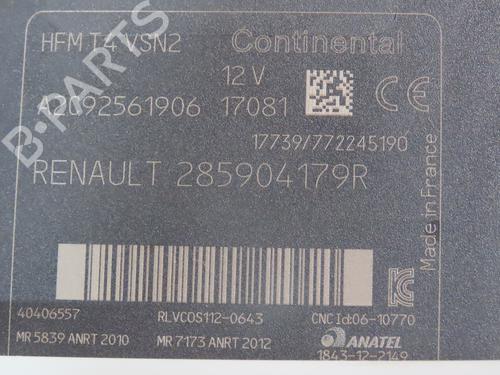 HFM T4 VSN2 Continental
12 V
A2C92561906 17081
17739/772245190
RENAULT 285904179R
Made in France
40406557 RLVCOS112-0643 CNC Id:06-10770
MR 5839 ANRT 2010 MR 7173 ANRT 2012 ANATEL
1843-12-2149
B-PARTS